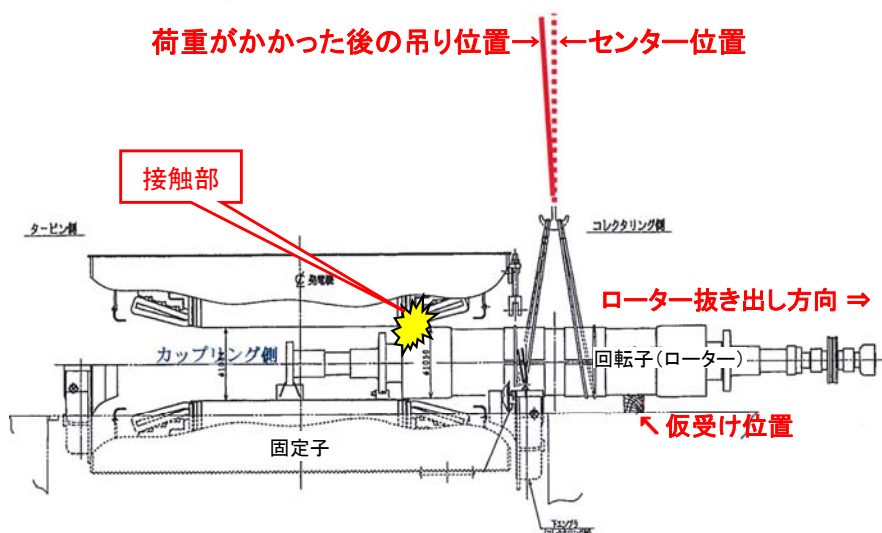 荷重がかかった後の吊り位置→ ←センター位置
接触部
タービン側
コレクタリング側
発電機
ローター抜き出し方向 ⇒
カップリング側
回転子(ローター)
仮受け位置
固定子